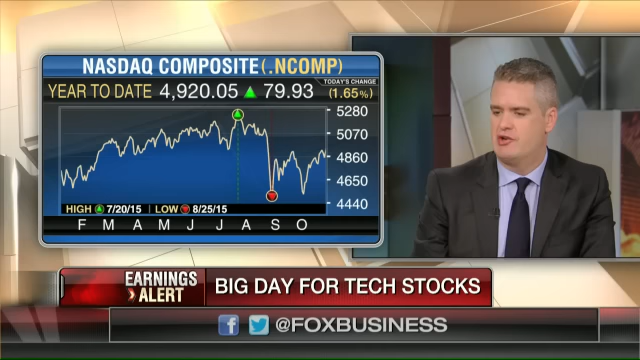 NASDAQ COMPOSITE (.NCOMP)
YEAR TO DATE 4,920.05 ▲ 79.93
TODAY'S CHANGE
(1.65%)
5280
5070
4860
4650
4440
HIGH 7/20/15 | LOW 8/25/15
F M A M J J A S O
EARNINGS
ALERT
BIG DAY FOR TECH STOCKS
@FOXBUSINESS